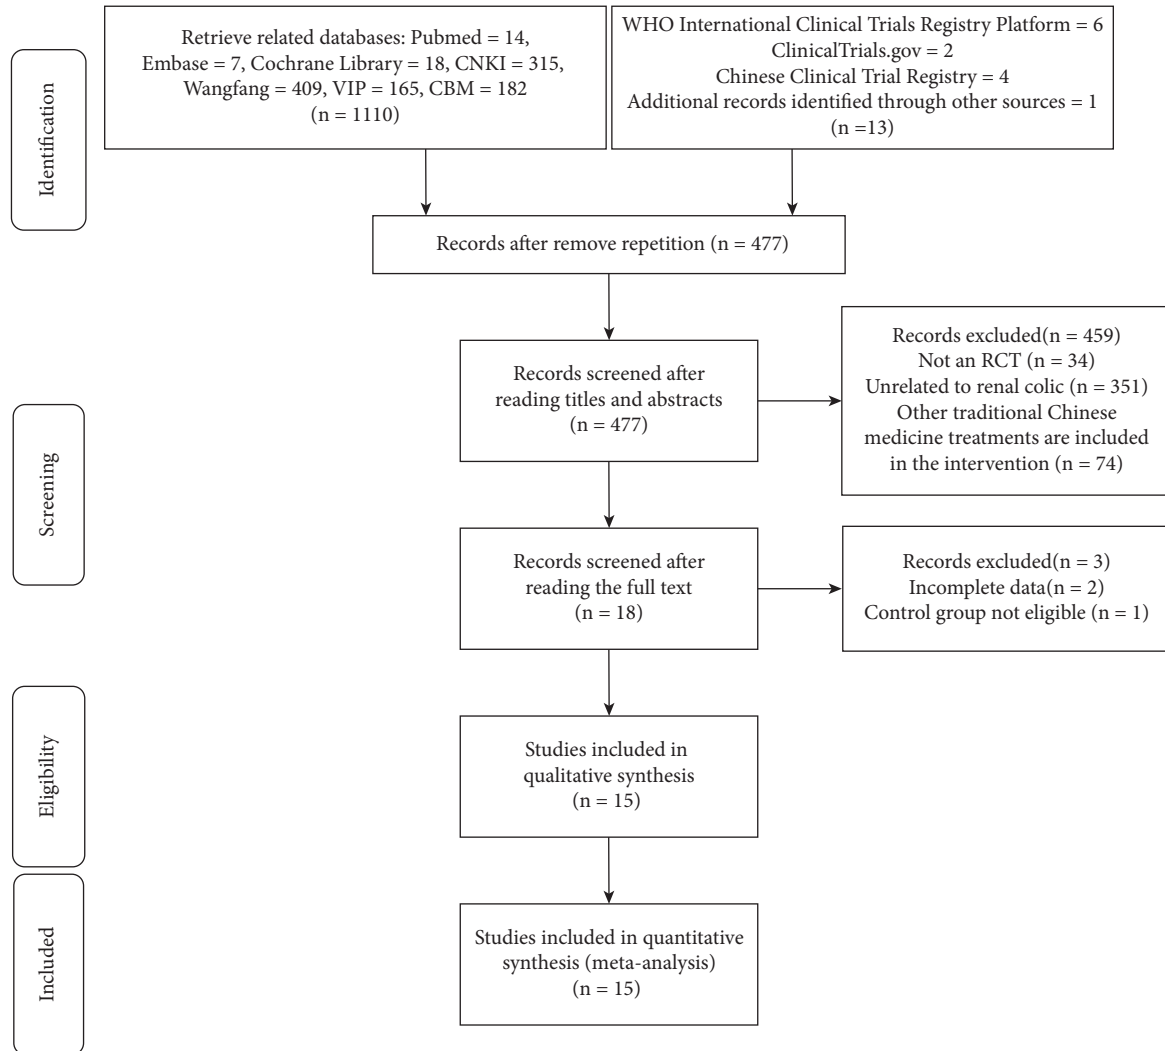 Identification
Retrieve related databases: Pubmed = 14,
Embase = 7, Cochrane Library = 18, CNKI = 315,
Wangfang = 409, VIP = 165, CBM = 182
(n = 1110)
WHO International Clinical Trials Registry Platform = 6
ClinicalTrials.gov = 2
Chinese Clinical Trial Registry = 4
Additional records identified through other sources = 1
(n =13)
Records after remove repetition (n = 477)
Screening
Records screened after
reading titles and abstracts
(n = 477)
Records excluded(n = 459)
Not an RCT (n = 34)
Unrelated to renal colic (n = 351)
Other traditional Chinese
medicine treatments are included
in the intervention (n = 74)
Records screened after
reading the full text
(n = 18)
Records excluded(n = 3)
Incomplete data(n = 2)
Control group not eligible (n = 1)
Eligibility
Studies included in
qualitative synthesis
(n = 15)
Included
Studies included in quantitative
synthesis (meta-analysis)
(n = 15)